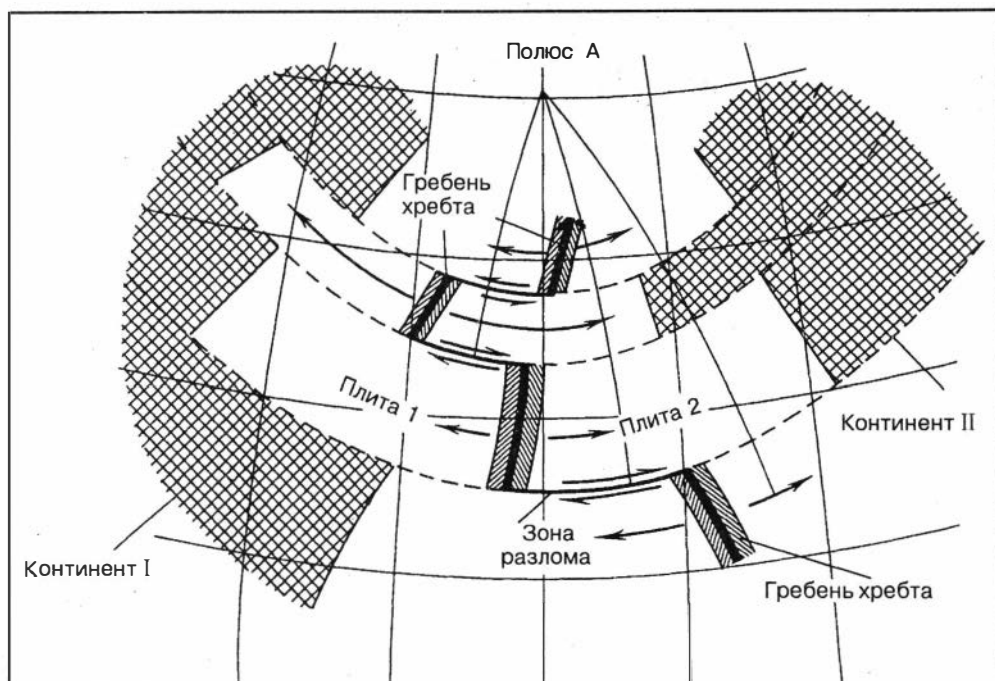 Полюс А
Гребень
хребта
Плита 1
Плита 2
Континент II
Зона
разлома
Континент I
Гребень хребта